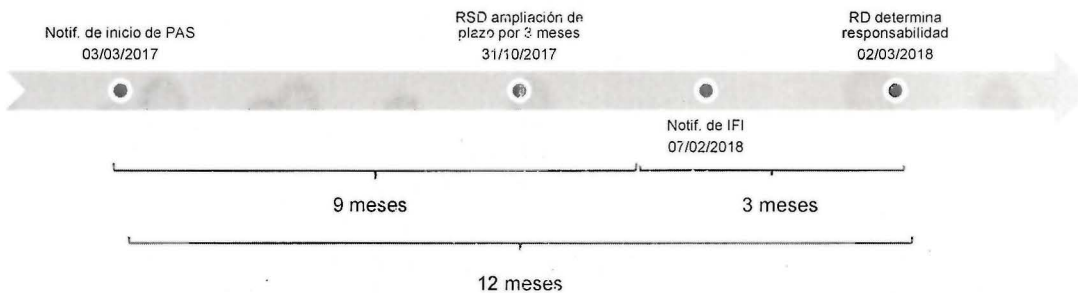 Notif. de inicio de PAS
03/03/2017
RSD ampliación de
plazo por 3 meses
31/10/2017
RD determina
responsabilidad
02/03/2018
Notif. de IFI
07/02/2018
9 meses
3 meses
12 meses